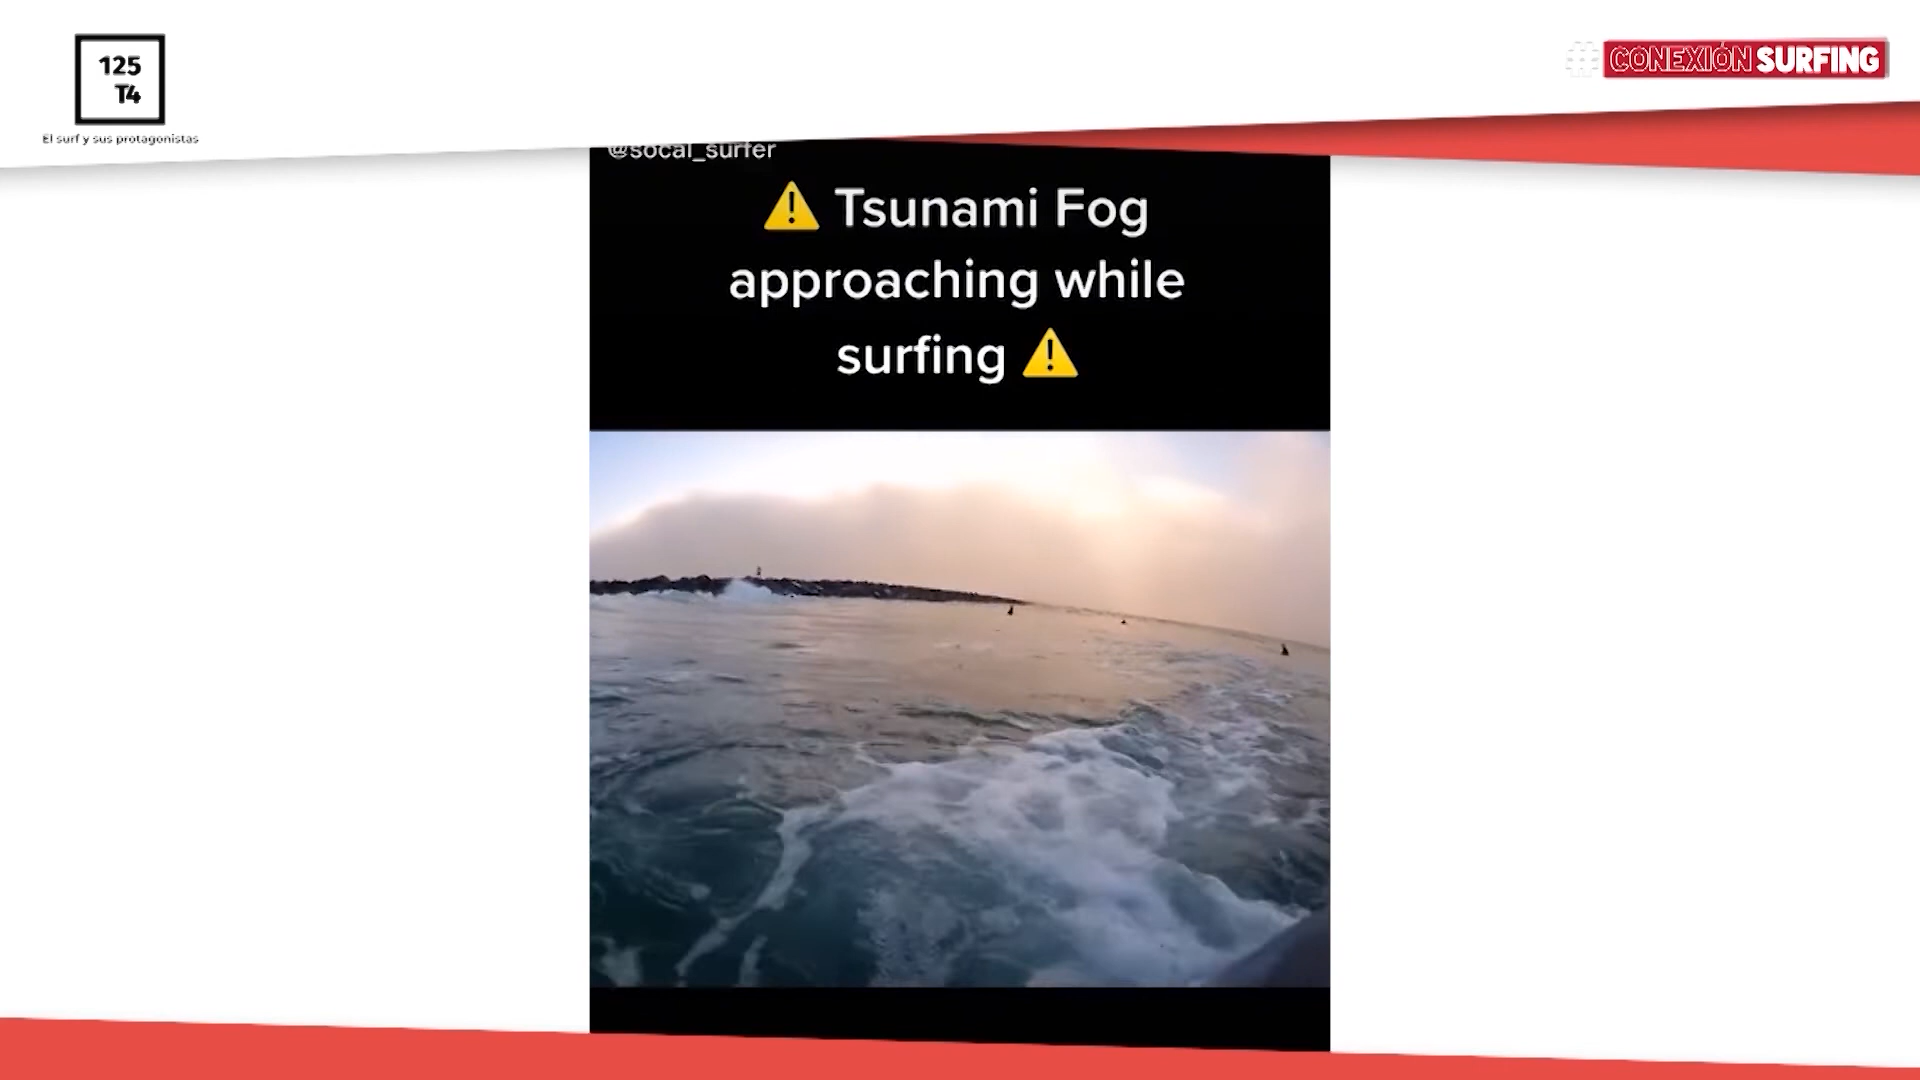 125
T4
El surf y sus protagonistas
#CONEXIÓN SURFING
@socal_surfer
⚠️ Tsunami Fog
approaching while
surfing ⚠️